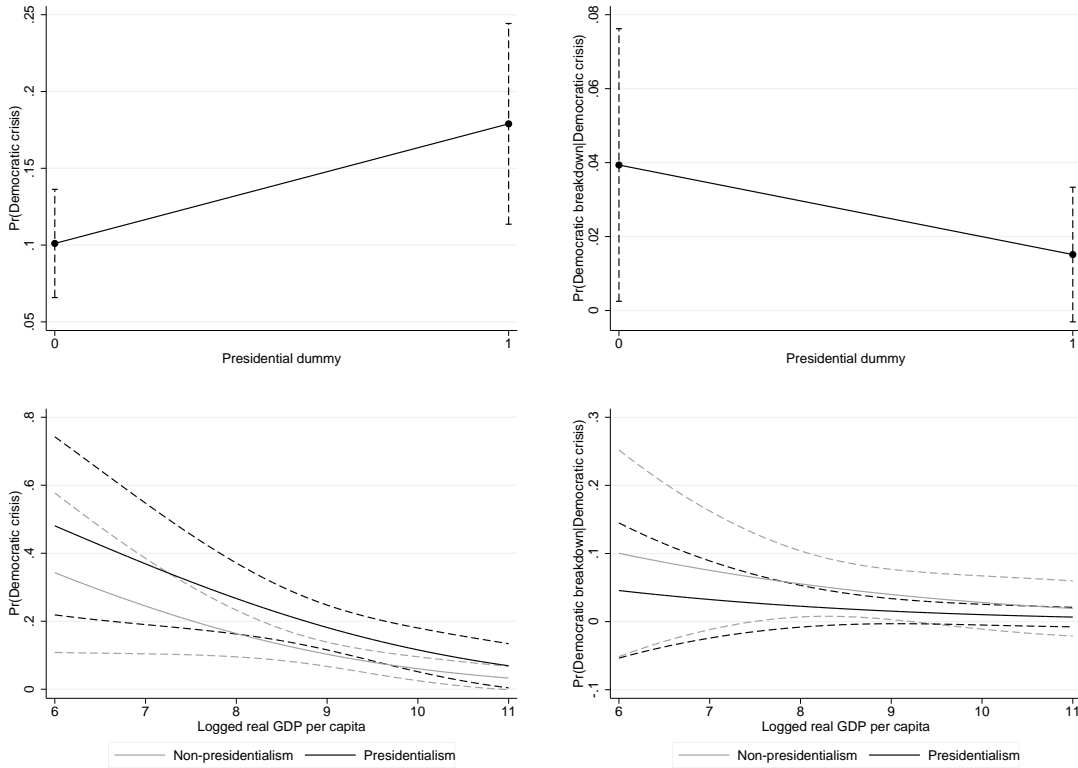 Pr(Democratic crisis)
.25
.2
.15
.1
.05
0
1
Presidential dummy
Pr(Democratic breakdown|Democratic crisis)
.08
.06
.04
.02
0
0
1
Presidential dummy
Pr(Democratic crisis)
.8
.6
.4
.2
0
6 7 8 9 10 11
Logged real GDP per capita
Non-presidentialism Presidentialism
Pr(Democratic breakdown|Democratic crisis)
.3
.2
.1
0
-.1
6 7 8 9 10 11
Logged real GDP per capita
Non-presidentialism Presidentialism